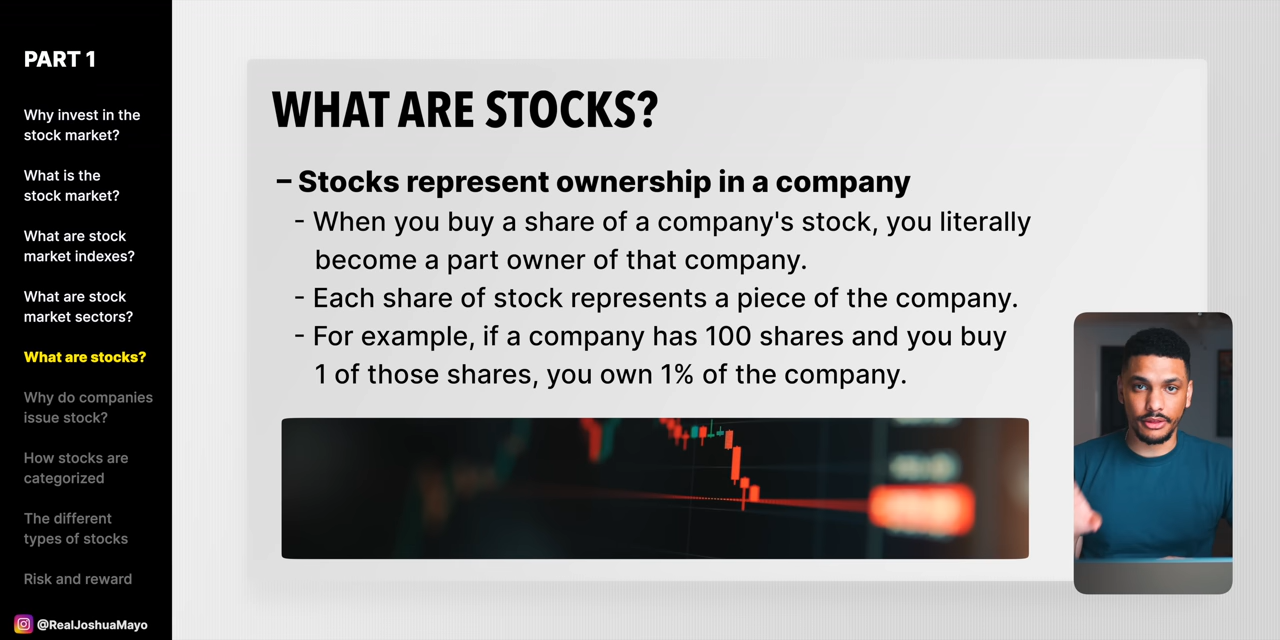 PART 1
Why invest in the
stock market?
What is the
stock market?
What are stock
market indexes?
What are stock
market sectors?
What are stocks?
Why do companies
issue stock?
How stocks are
categorized
The different
types of stocks
Risk and reward
@RealJoshuaMayo
WHAT ARE STOCKS?
– Stocks represent ownership in a company
- When you buy a share of a company's stock, you literally
become a part owner of that company.
- Each share of stock represents a piece of the company.
- For example, if a company has 100 shares and you buy
1 of those shares, you own 1% of the company.